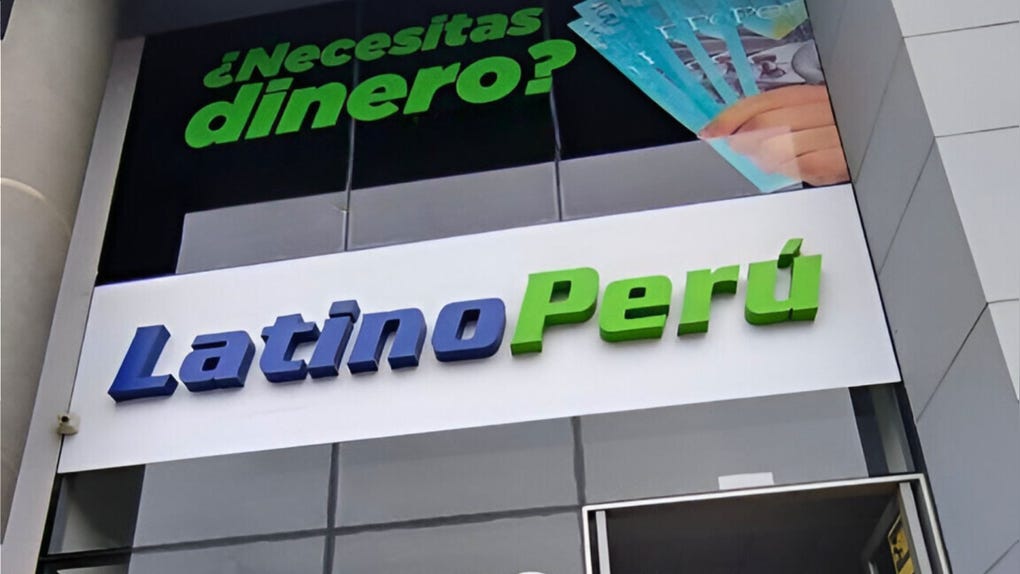 ¿Necesitas
dinero?
LatinoPerú